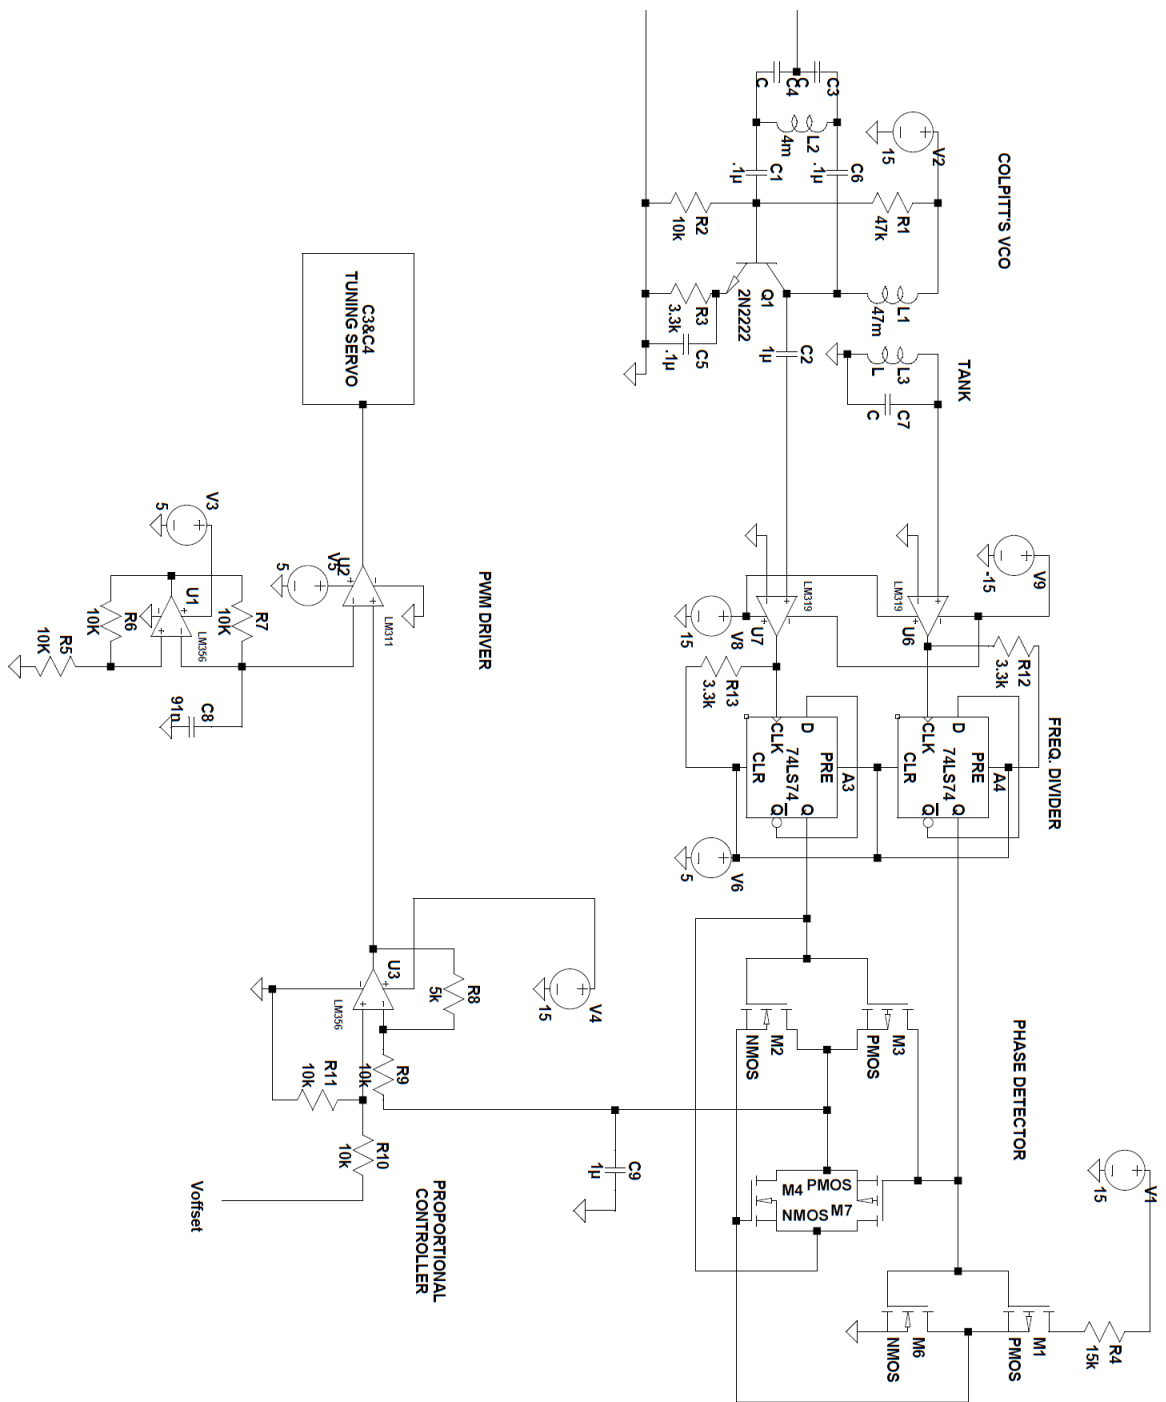 COLPITT'S VCO
V2
15
C3
C
C4
C
L2
4m
C6
.1µ
C1
.1µ
R1
47k
R2
10k
Q1
2N2222
L1
47m
R3
3.3k
C5
.1µ
C2
1µ
TANK
L3
L
C7
C
V9
-15
LM319
U6
LM319
U7
V8
15
R12
3.3k
R13
3.3k
FREQ. DIVIDER
A4
PRE
D
Q
74LS74
CLK
Q
CLR
A3
PRE
D
Q
74LS74
CLK
Q
CLR
V6
5
PHASE DETECTOR
V1
15
R4
15k
M1
PMOS
M6
NMOS
M3
PMOS
M2
NMOS
PMOS
M7
M4
NMOS
C9
1µ
PROPORTIONAL
CONTROLLER
V4
15
R8
5k
U3
LM356
R9
10k
R11
10k
R10
10k
Voffset
PWM DRIVER
C3&C4
TUNING SERVO
U2
LM311
V5
5
V3
5
U1
LM356
R7
10K
R6
10K
R5
10K
C8
91n